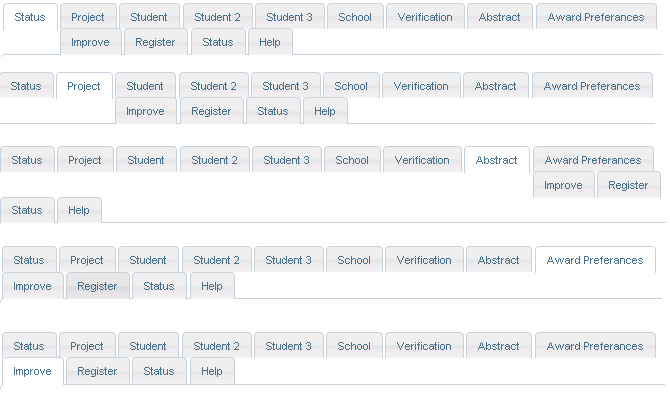 Status Project Student Student 2 Student 3 School Verification Abstract Award Preferances
Improve Register Status Help
Status Project Student Student 2 Student 3 School Verification Abstract Award Preferances
Improve Register Status Help
Status Project Student Student 2 Student 3 School Verification Abstract Award Preferances
Improve Register
Status Help
Status Project Student Student 2 Student 3 School Verification Abstract Award Preferances
Improve Register Status Help
Status Project Student Student 2 Student 3 School Verification Abstract Award Preferances
Improve Register Status Help